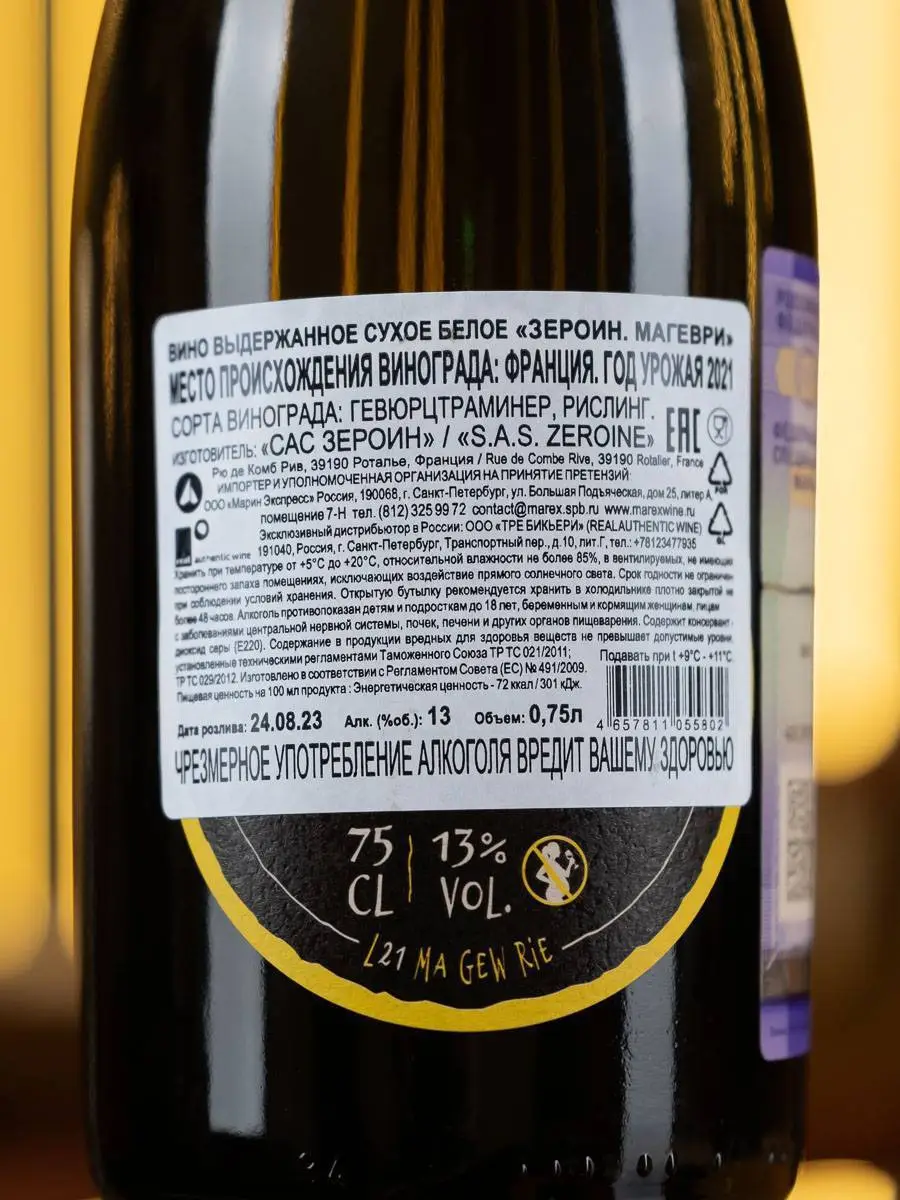 ВИНО ВЫДЕРЖАННОЕ СУХОЕ БЕЛОЕ «ЗЕРОИН. МАГЕВРИ»
МЕСТО ПРОИСХОЖДЕНИЯ ВИНОГРАДА: ФРАНЦИЯ. ГОД УРОЖАЯ 2021
СОРТА ВИНОГРАДА: ГЕВЮРЦТРАМИНЕР, РИСЛИНГ.
EAC
ИЗГОТОВИТЕЛЬ: «САС ЗЕРОИН» / «S.A.S. ZEROINE»
Рю де Комб Рив, 39190 Роталье, Франция / Rue de Combe Rive, 39190 Rotalier, France
ИМПОРТЕР И УПОЛНОМОЧЕННАЯ ОРГАНИЗАЦИЯ НА ПРИНЯТИЕ ПРЕТЕНЗИЙ
ООО «Марин Экспресс» Россия, 190068, г. Санкт-Петербург, ул. Большая Подъяческая, дом 25, литер А,
помещение 7-Н тел. (812) 325 99 72 contact@marex.spb.ru www.marexwine.ru
Эксклюзивный дистрибьютор в России: ООО «ТРЕ БИКЬЕРИ» (REALAUTHENTIC WINE)
authentic wine
191040, Россия, г. Санкт-Петербург, Транспортный пер., д.10, лит.Г, тел.: +78123477935
Хранить при температуре от +5°С до +20°С, относительной влажности не более 85%, в вентилируемых, не имеющих
постороннего запаха помещениях, исключающих воздействие прямого солнечного света. Срок годности не ограничен
при соблюдении условий хранения. Открытую бутылку рекомендуется хранить в холодильнике плотно закрытой не
более 48 часов. Алкоголь противопоказан детям и подросткам до 18 лет, беременным и кормящим женщинам, лицам
с заболеваниями центральной нервной системы, почек, печени и других органов пищеварения. Содержит консервант -
диоксид серы (Е220). Содержание в продукции вредных для здоровья веществ не превышает допустимые уровни,
установленные техническими регламентами Таможенного Союза ТР ТС 021/2011;
ТР ТС 029/2012. Изготовлено в соответствии с Регламентом Совета (ЕС) № 491/2009.
Подавать при t +9°С - +11°С
Пищевая ценность на 100 мл продукта : Энергетическая ценность - 72 ккал / 301 кДж.
Дата розлива: 24.08.23 Алк. (%об.): 13 Объем: 0,75л
4 657811 055802
ЧРЕЗМЕРНОЕ УПОТРЕБЛЕНИЕ АЛКОГОЛЯ ВРЕДИТ ВАШЕМУ ЗДОРОВЬЮ
75 CL
13% VOL.
L21 MA GEW RIE